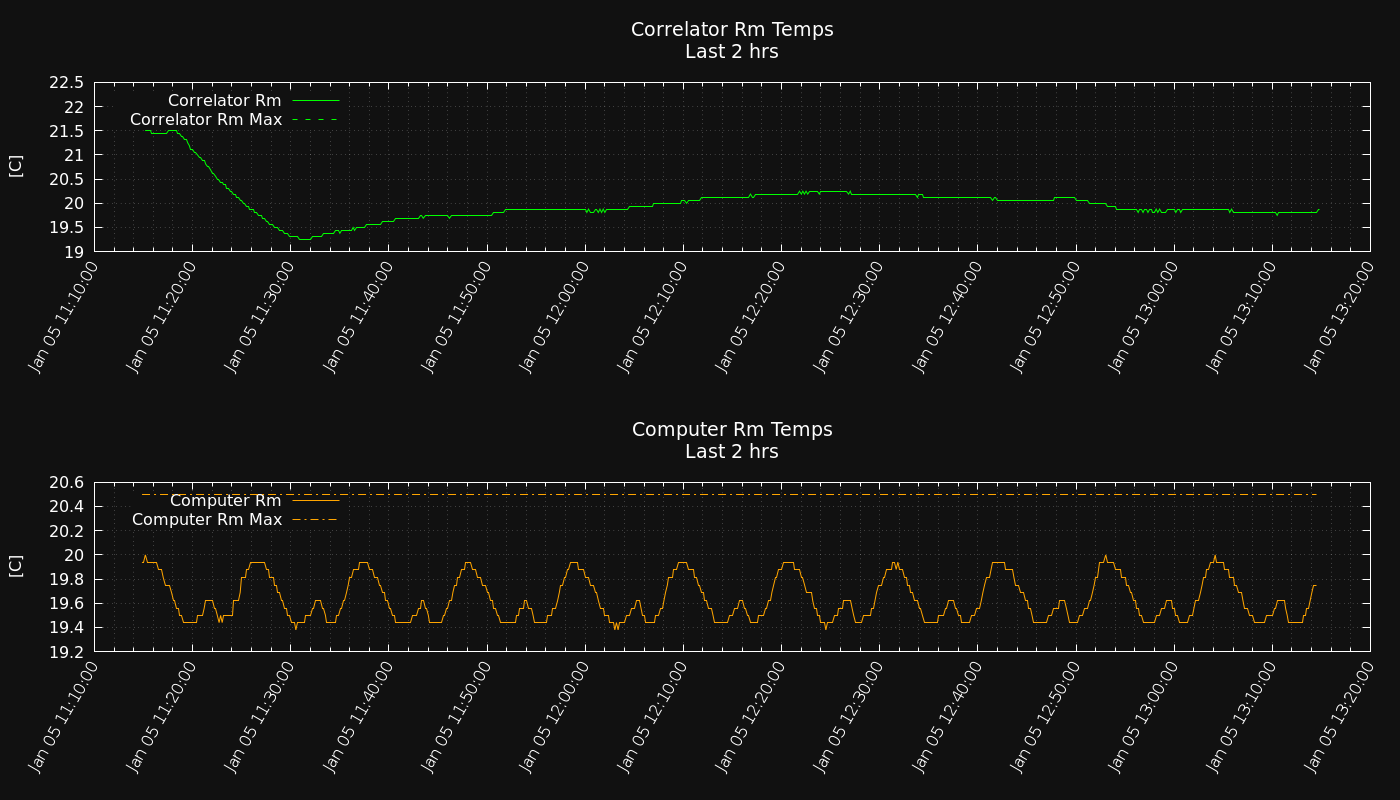 Correlator Rm Temps
Last 2 hrs
22.5
22
21.5
21
20.5
20
19.5
19
[C]
Correlator Rm
Correlator Rm Max
Jan 05 11:10:00
Jan 05 11:20:00
Jan 05 11:30:00
Jan 05 11:40:00
Jan 05 11:50:00
Jan 05 12:00:00
Jan 05 12:10:00
Jan 05 12:20:00
Jan 05 12:30:00
Jan 05 12:40:00
Jan 05 12:50:00
Jan 05 13:00:00
Jan 05 13:10:00
Jan 05 13:20:00
Computer Rm Temps
Last 2 hrs
20.6
20.4
20.2
20
19.8
19.6
19.4
19.2
[C]
Computer Rm
Computer Rm Max
Jan 05 11:10:00
Jan 05 11:20:00
Jan 05 11:30:00
Jan 05 11:40:00
Jan 05 11:50:00
Jan 05 12:00:00
Jan 05 12:10:00
Jan 05 12:20:00
Jan 05 12:30:00
Jan 05 12:40:00
Jan 05 12:50:00
Jan 05 13:00:00
Jan 05 13:10:00
Jan 05 13:20:00